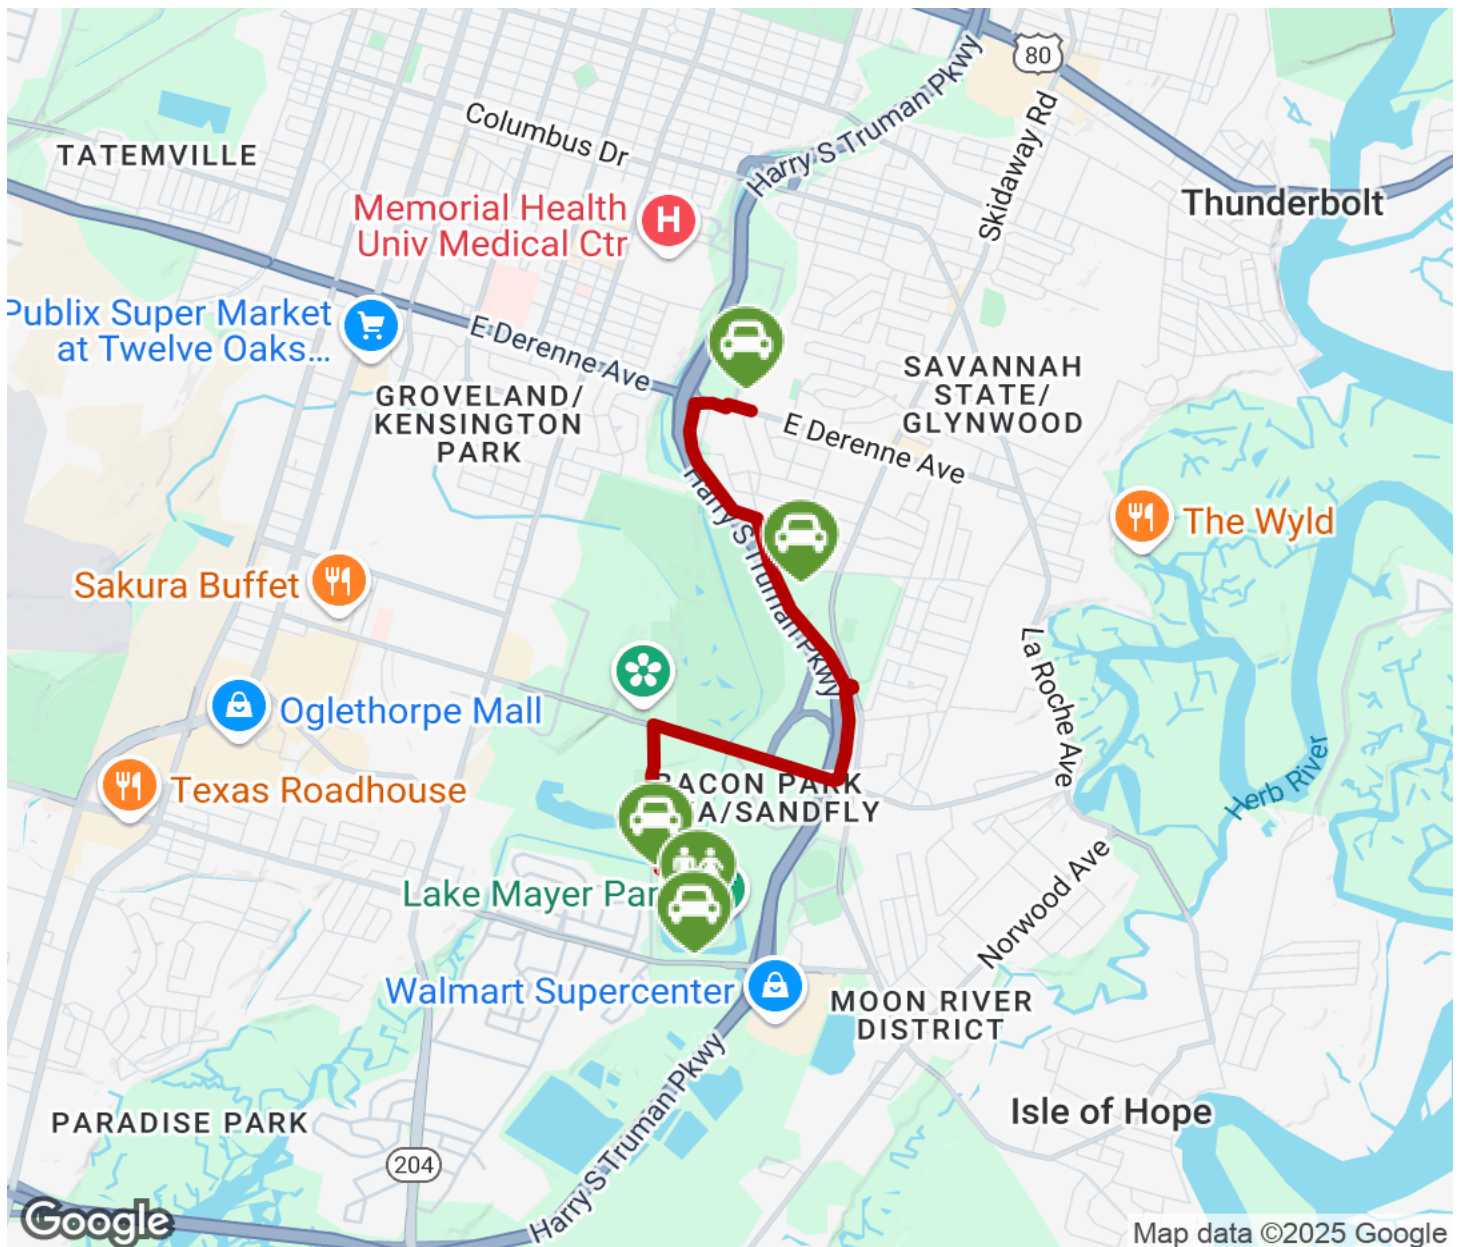 80
Harry S Truman Pkwy
Columbus Dr
Skidaway Rd
TATEMVILLE
Thunderbolt
Memorial Health
Univ Medical Ctr
H
Publix Super Market
at Twelve Oaks...
E Derenne Ave
SAVANNAH
STATE/
GLYNWOOD
GROVELAND/
KENSINGTON
PARK
E Derenne Ave
Harry S Truman Pkwy
The Wyld
Sakura Buffet
La Roche Ave
Oglethorpe Mall
Herb River
Texas Roadhouse
BACON PARK
A/SANDFLY
Lake Mayer Par
Norwood Ave
Walmart Supercenter
MOON RIVER
DISTRICT
Harry S Truman Pkwy
PARADISE PARK
Isle of Hope
204
Google
Map data ©2025 Google